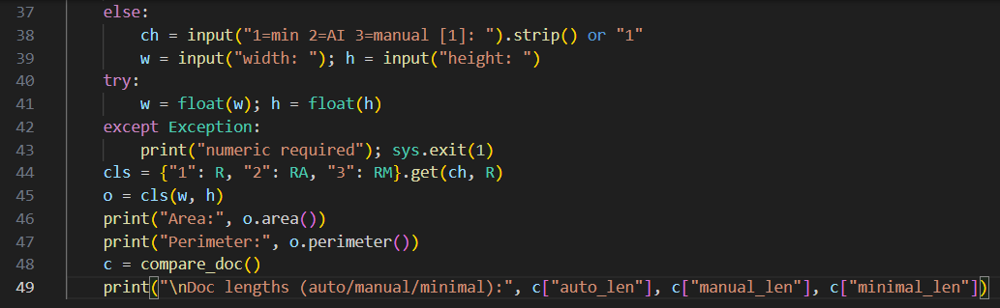 37 else:
38 ch = input("1=min 2=AI 3=manual [1]: ").strip() or "1"
39 w = input("width: "); h = input("height: ")
40 try:
41 w = float(w); h = float(h)
42 except Exception:
43 print("numeric required"); sys.exit(1)
44 cls = {"1": R, "2": RA, "3": RM}.get(ch, R)
45 o = cls(w, h)
46 print("Area:", o.area())
47 print("Perimeter:", o.perimeter())
48 c = compare_doc()
49 print("\nDoc lengths (auto/manual/minimal):", c["auto_len"], c["manual_len"], c["minimal_len"])